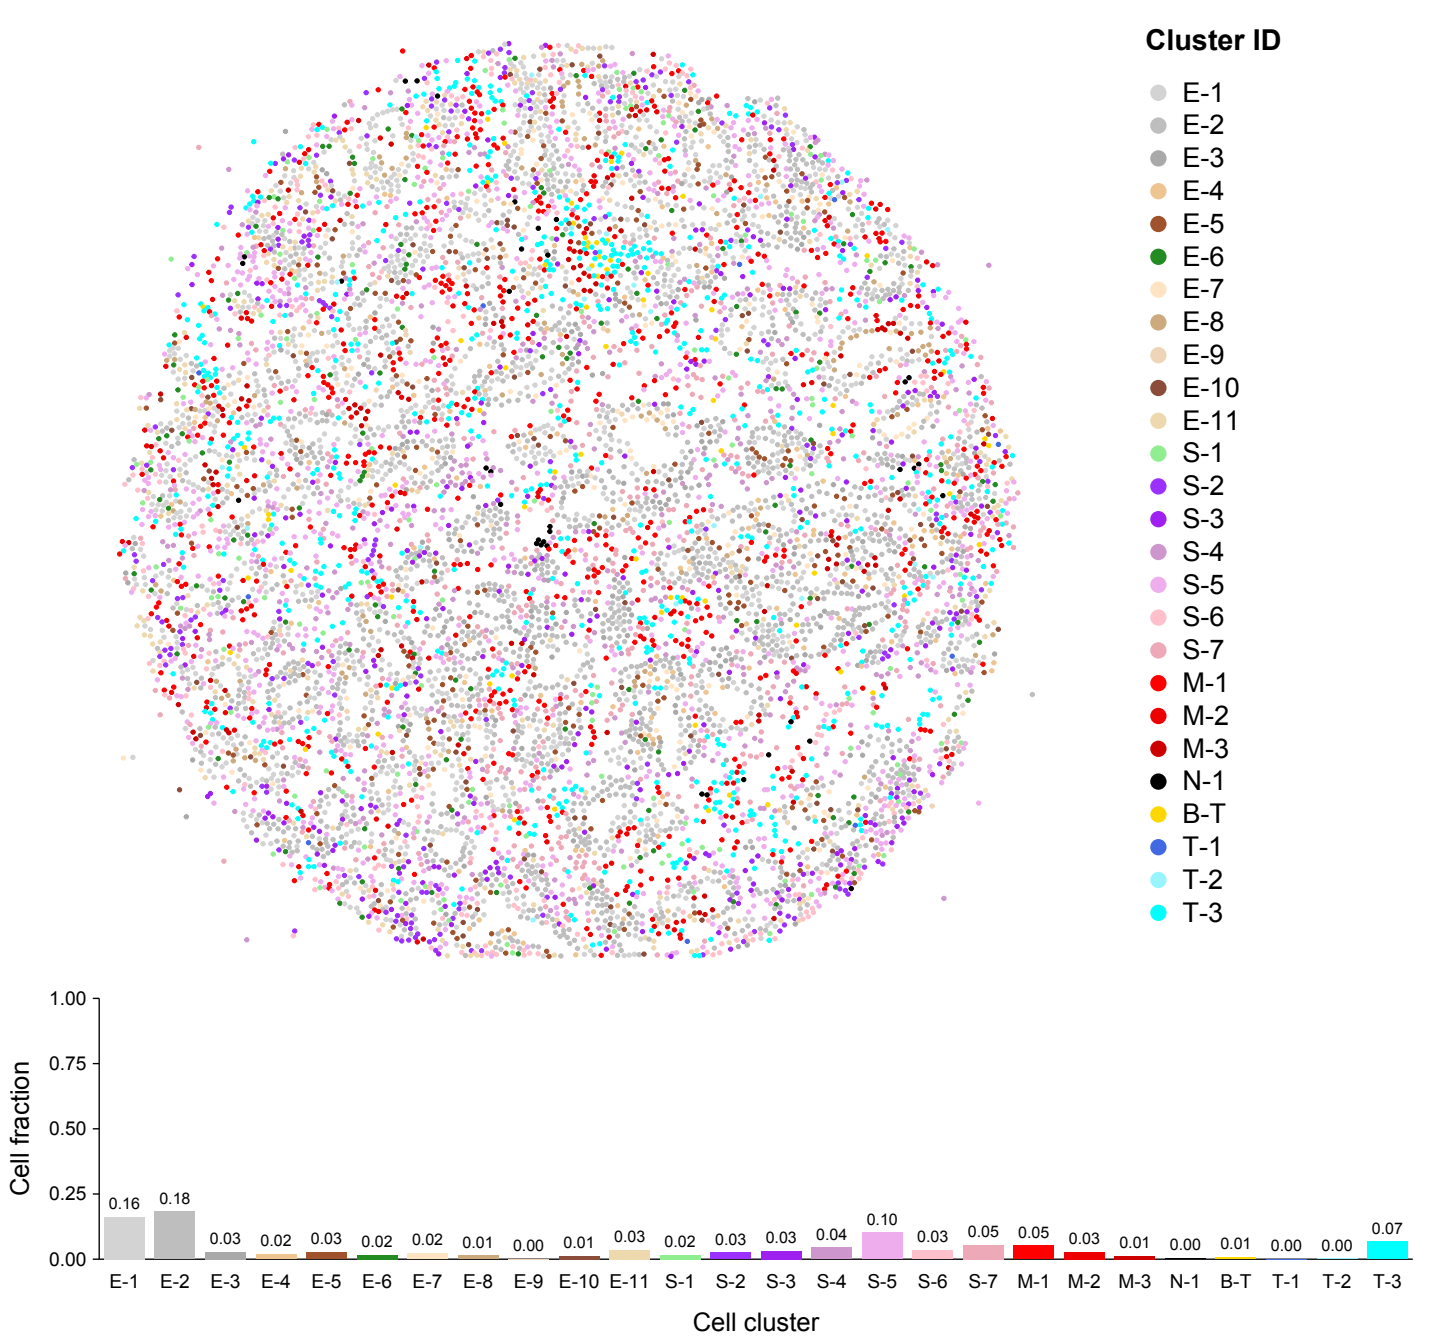 Cluster ID
E-1
E-2
E-3
E-4
E-5
E-6
E-7
E-8
E-9
E-10
E-11
S-1
S-2
S-3
S-4
S-5
S-6
S-7
M-1
M-2
M-3
N-1
B-T
T-1
T-2
T-3
1.00
0.75
0.50
0.25
0.00
Cell fraction
0.16 0.18 0.03 0.02 0.03 0.02 0.02 0.01 0.00 0.01 0.03 0.02 0.03 0.03 0.04 0.10 0.03 0.05 0.05 0.03 0.01 0.00 0.01 0.00 0.00 0.07
E-1 E-2 E-3 E-4 E-5 E-6 E-7 E-8 E-9 E-10 E-11 S-1 S-2 S-3 S-4 S-5 S-6 S-7 M-1 M-2 M-3 N-1 B-T T-1 T-2 T-3
Cell cluster